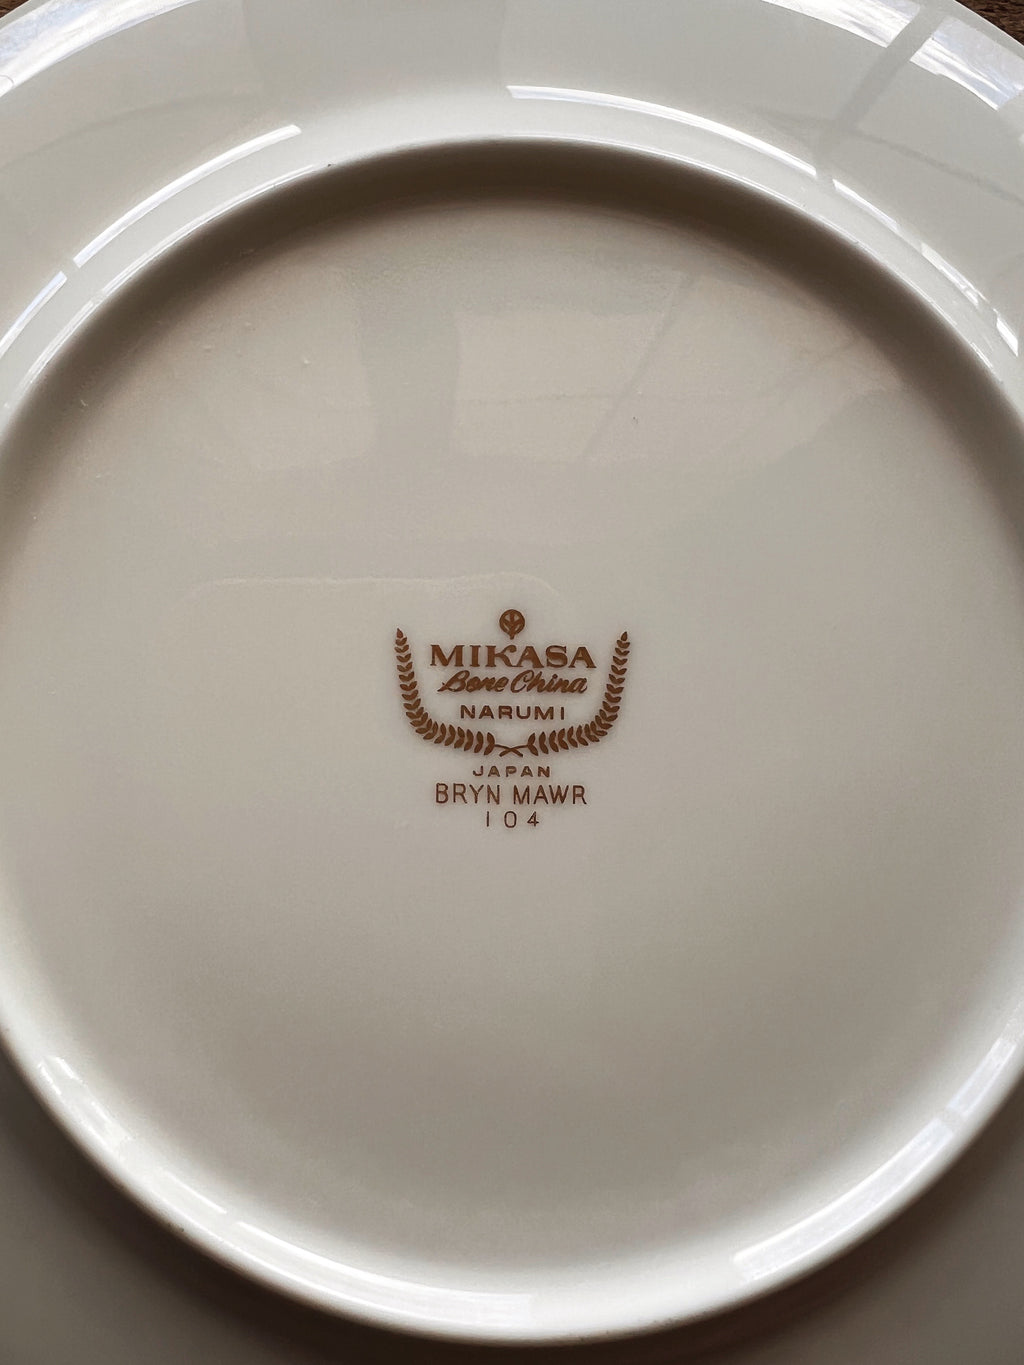 MIKASA
Bone China
NARUMI
JAPAN
BRYN MAWR
104